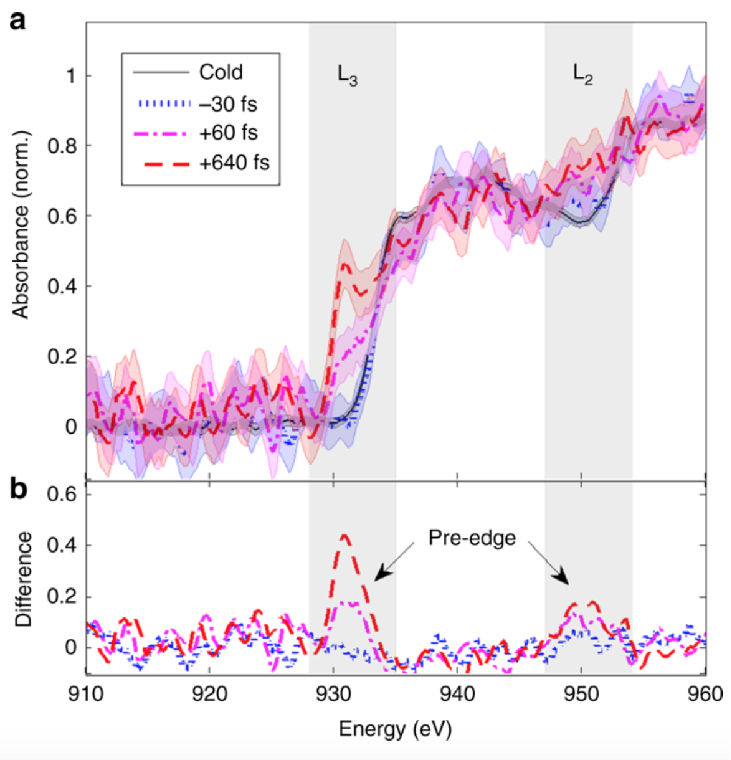 a
L3
L2
Cold
–30 fs
+60 fs
+640 fs
1
0.8
0.6
0.4
0.2
0
Absorbance (norm.)
b
0.6
0.4
0.2
0
Difference
Pre-edge
910
920
930
940
950
960
Energy (eV)